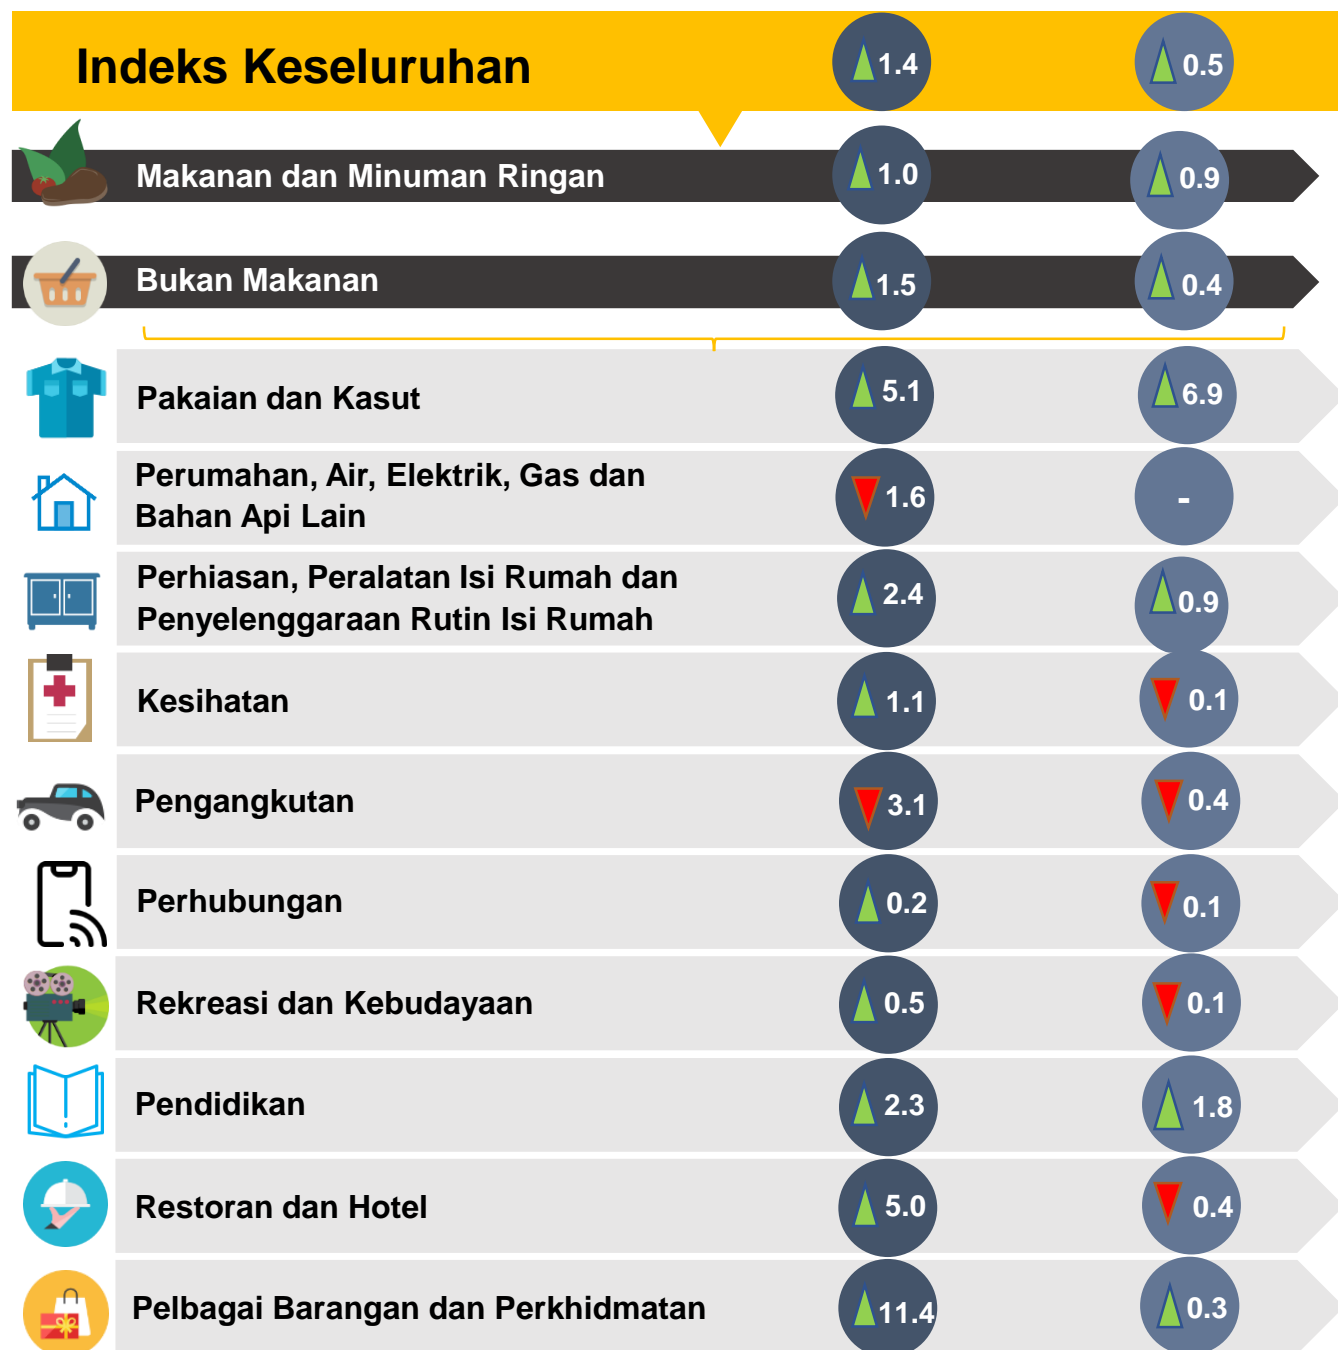 Indeks Keseluruhan 1.4 0.5
Makanan dan Minuman Ringan 1.0 0.9
Bukan Makanan 1.5 0.4
Pakaian dan Kasut 5.1 6.9
Perumahan, Air, Elektrik, Gas dan
Bahan Api Lain 1.6 -
Perhiasan, Peralatan Isi Rumah dan
Penyelenggaraan Rutin Isi Rumah 2.4 0.9
Kesihatan 1.1 0.1
Pengangkutan 3.1 0.4
Perhubungan 0.2 0.1
Rekreasi dan Kebudayaan 0.5 0.1
Pendidikan 2.3 1.8
Restoran dan Hotel 5.0 0.4
Pelbagai Barangan dan Perkhidmatan 11.4 0.3